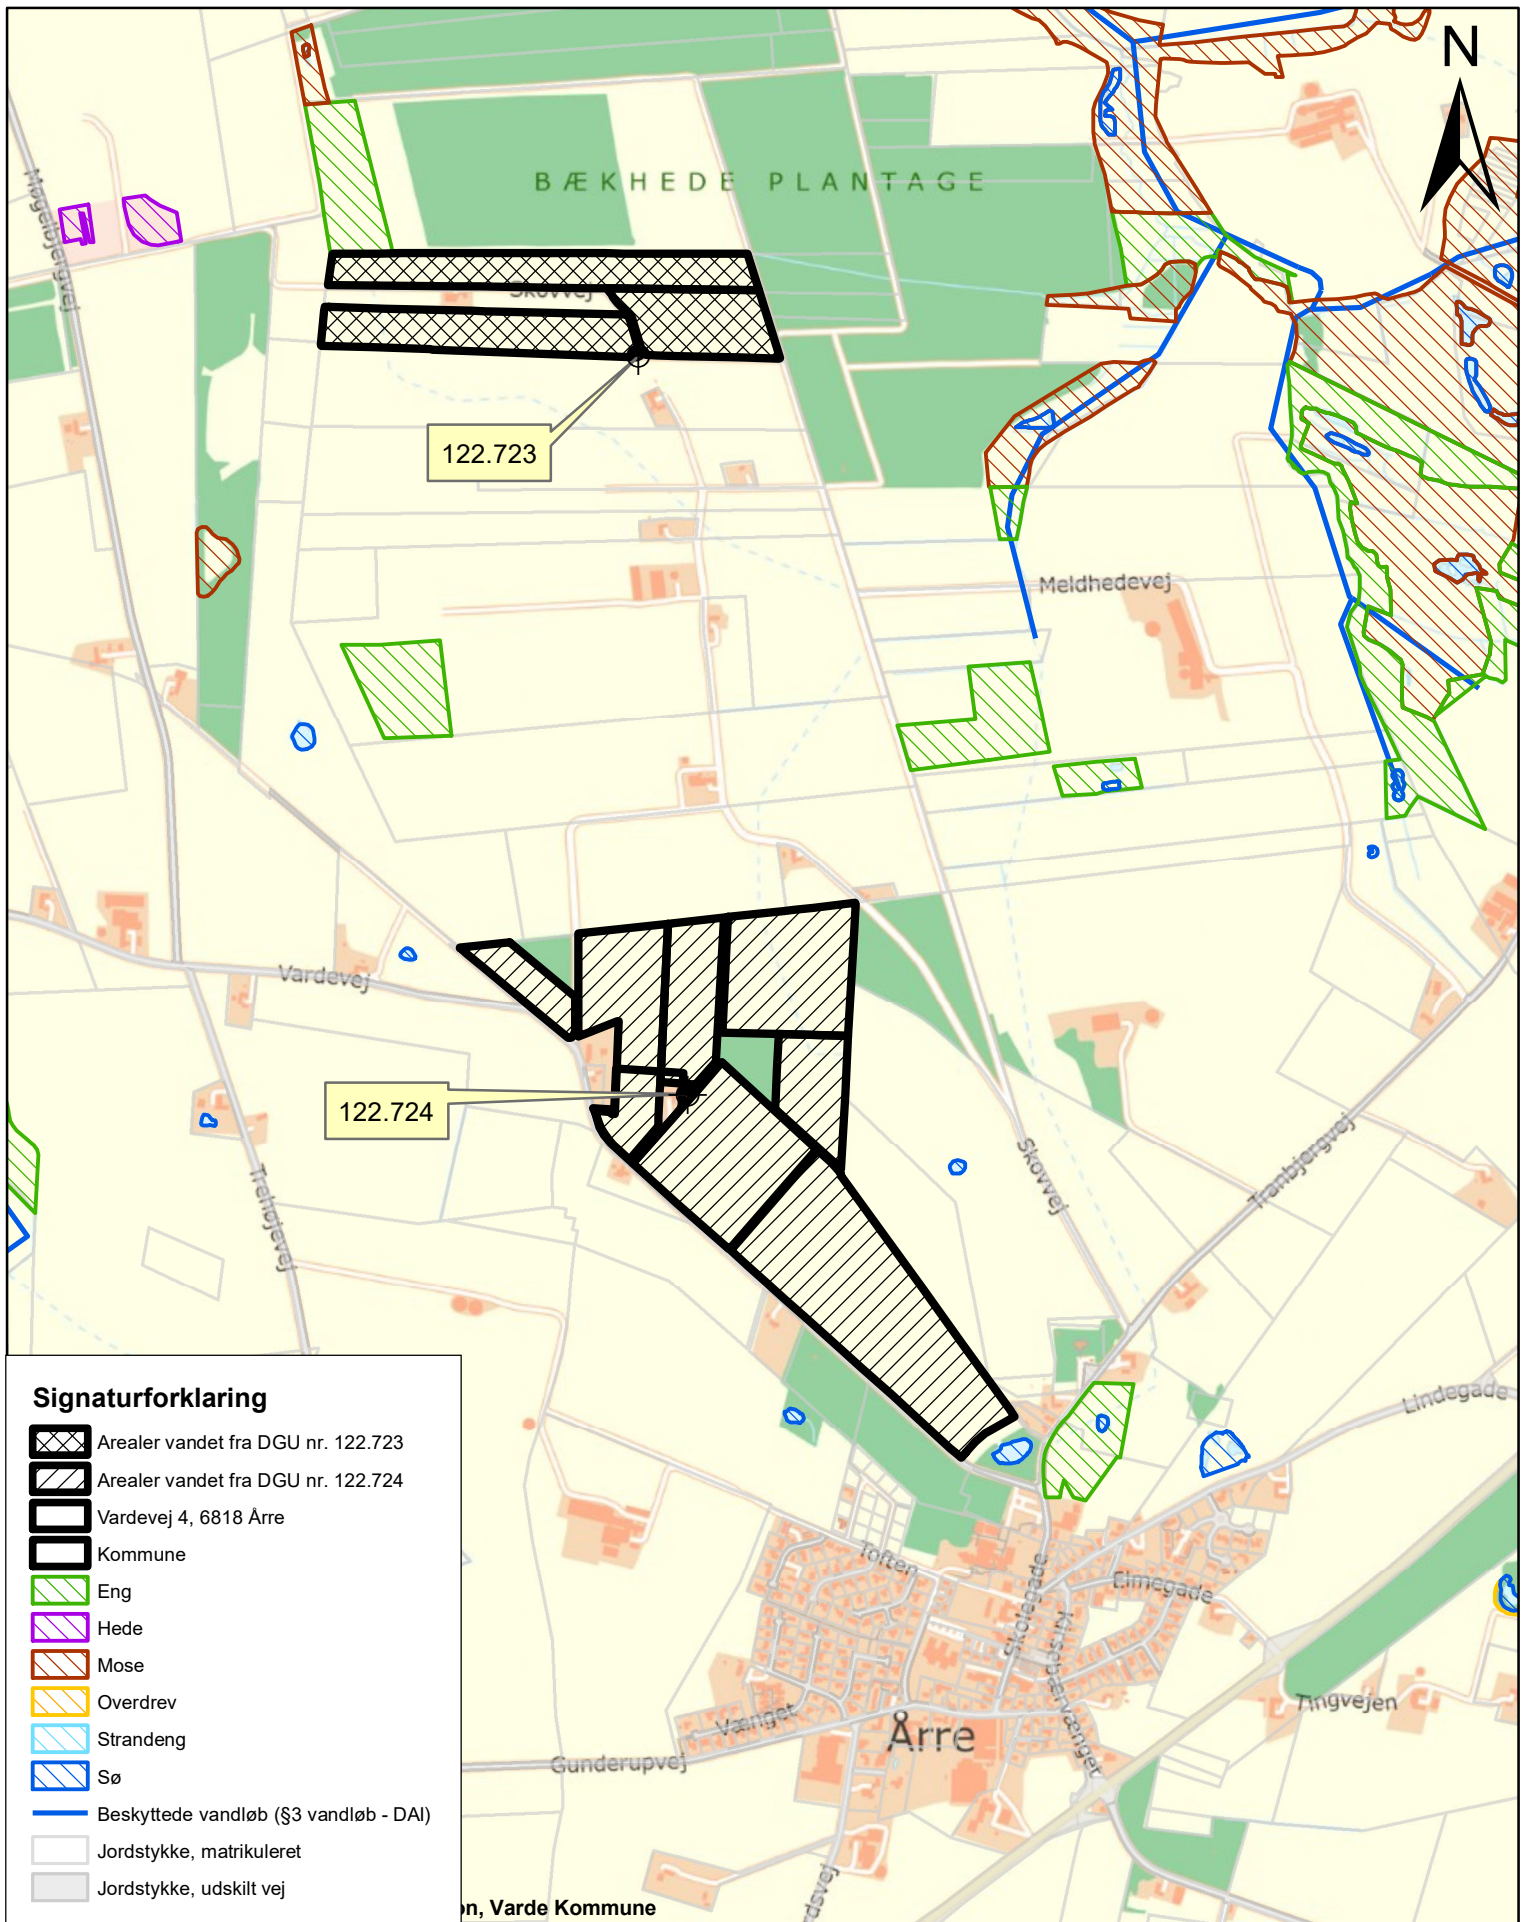 N
BÆKHEDE PLANTAGE
Møgelbjergvej
Skovvej
122.723
Meldhedevej
Vardevej
122.724
Skovvej
Tranbjergvej
Trehøjevej
Lindegade
Signaturforklaring
Arealer vandet fra DGU nr. 122.723
Arealer vandet fra DGU nr. 122.724
Vardevej 4, 6818 Årre
Kommune
Eng
Hede
Mose
Overdrev
Strandeng
Sø
Beskyttede vandløb (§3 vandløb - DAI)
Jordstykke, matrikuleret
Jordstykke, udskilt vej
Toften
Elmegade
Skolegade
Vænget
Årre
Tingvejen
Gunderupvej
on, Varde Kommune